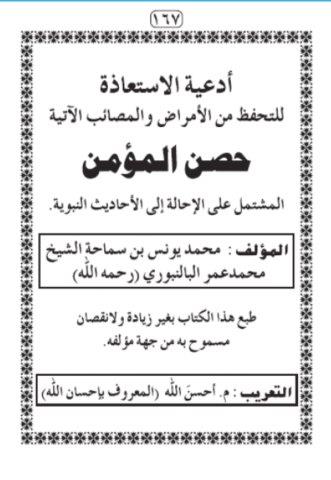 ﴿١٦٧﴾
أدعية الاستعاذة
للتحفظ من الأمراض والمصائب الآتية
حصن المؤمن
المشتمل على الإحالة إلى الأحاديث النبوية.
المؤلف : محمد يونس بن سماحة الشيخ
محمدعمر البالنبوري (رحمه الله)
طبع هذا الكتاب بغير زيادة ولانقصان
مسموح به من جهة مؤلفه.
التعريب : م. أحسنَ الله (المعروف بإحسان الله)